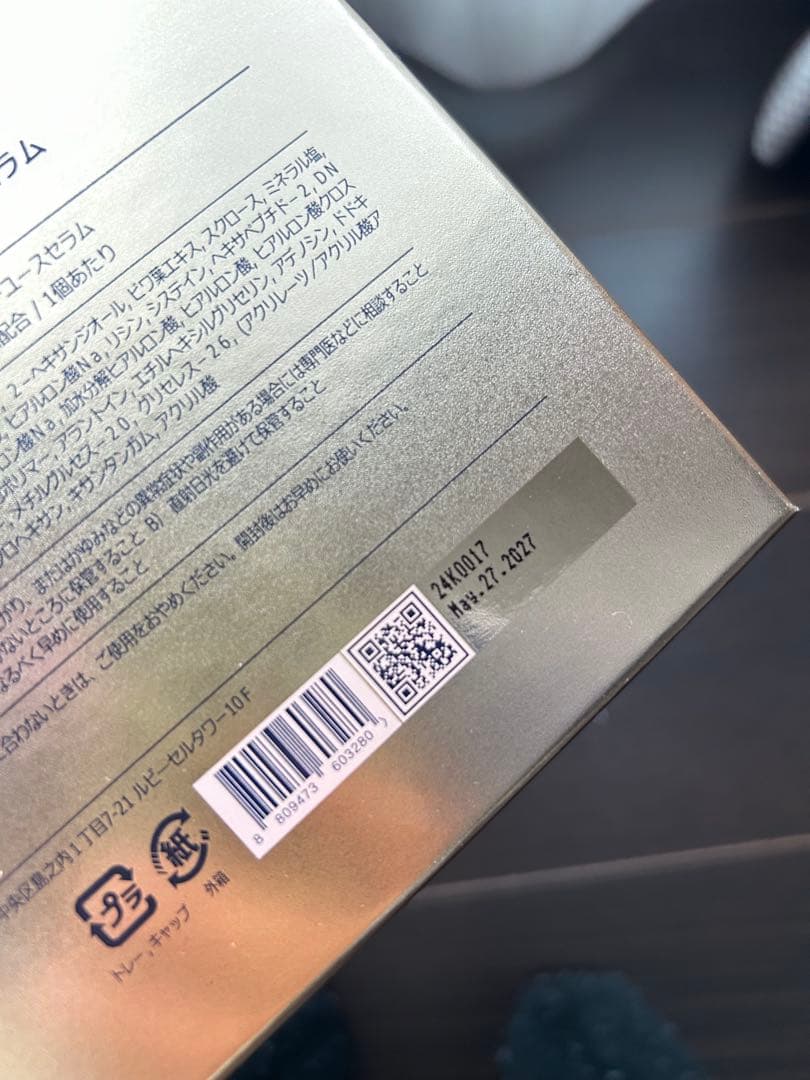 ラム
ユースセラム
配合 / 1個あたり
2－ヘキサンジオール, ビワ葉エキス, スクロース, ミネラル塩,
ヒアルロン酸Na, リシン, システイン, ヘキサペプチド－2, DN
ロン酸Na, 加水分解ヒアルロン酸, ヒアルロン酸, ヒアルロン酸クロス
ポリマー, アラントイン, エチルヘキシルグリセリン, アデノシン, ドデキ
, メチルグルセス－20, グリセレス－26, (アクリレーツ/アクリル酸ア
クロヘキサン, キサンタンガム, アクリル酸
がり, またはかゆみなどの異常症状や副作用がある場合には専門医などに相談すること
ないところに保管すること B) 直射日光を避けて保管すること
なるべく早めに使用すること
に合わないときは、ご使用をおやめください。開封後はお早めにお使いください。
24K0017
May.27.2027
中央区島之内1丁目7-21 ルビーセルタワー10F
8 809473 603280
プラ
紙
トレー, キャップ
外箱